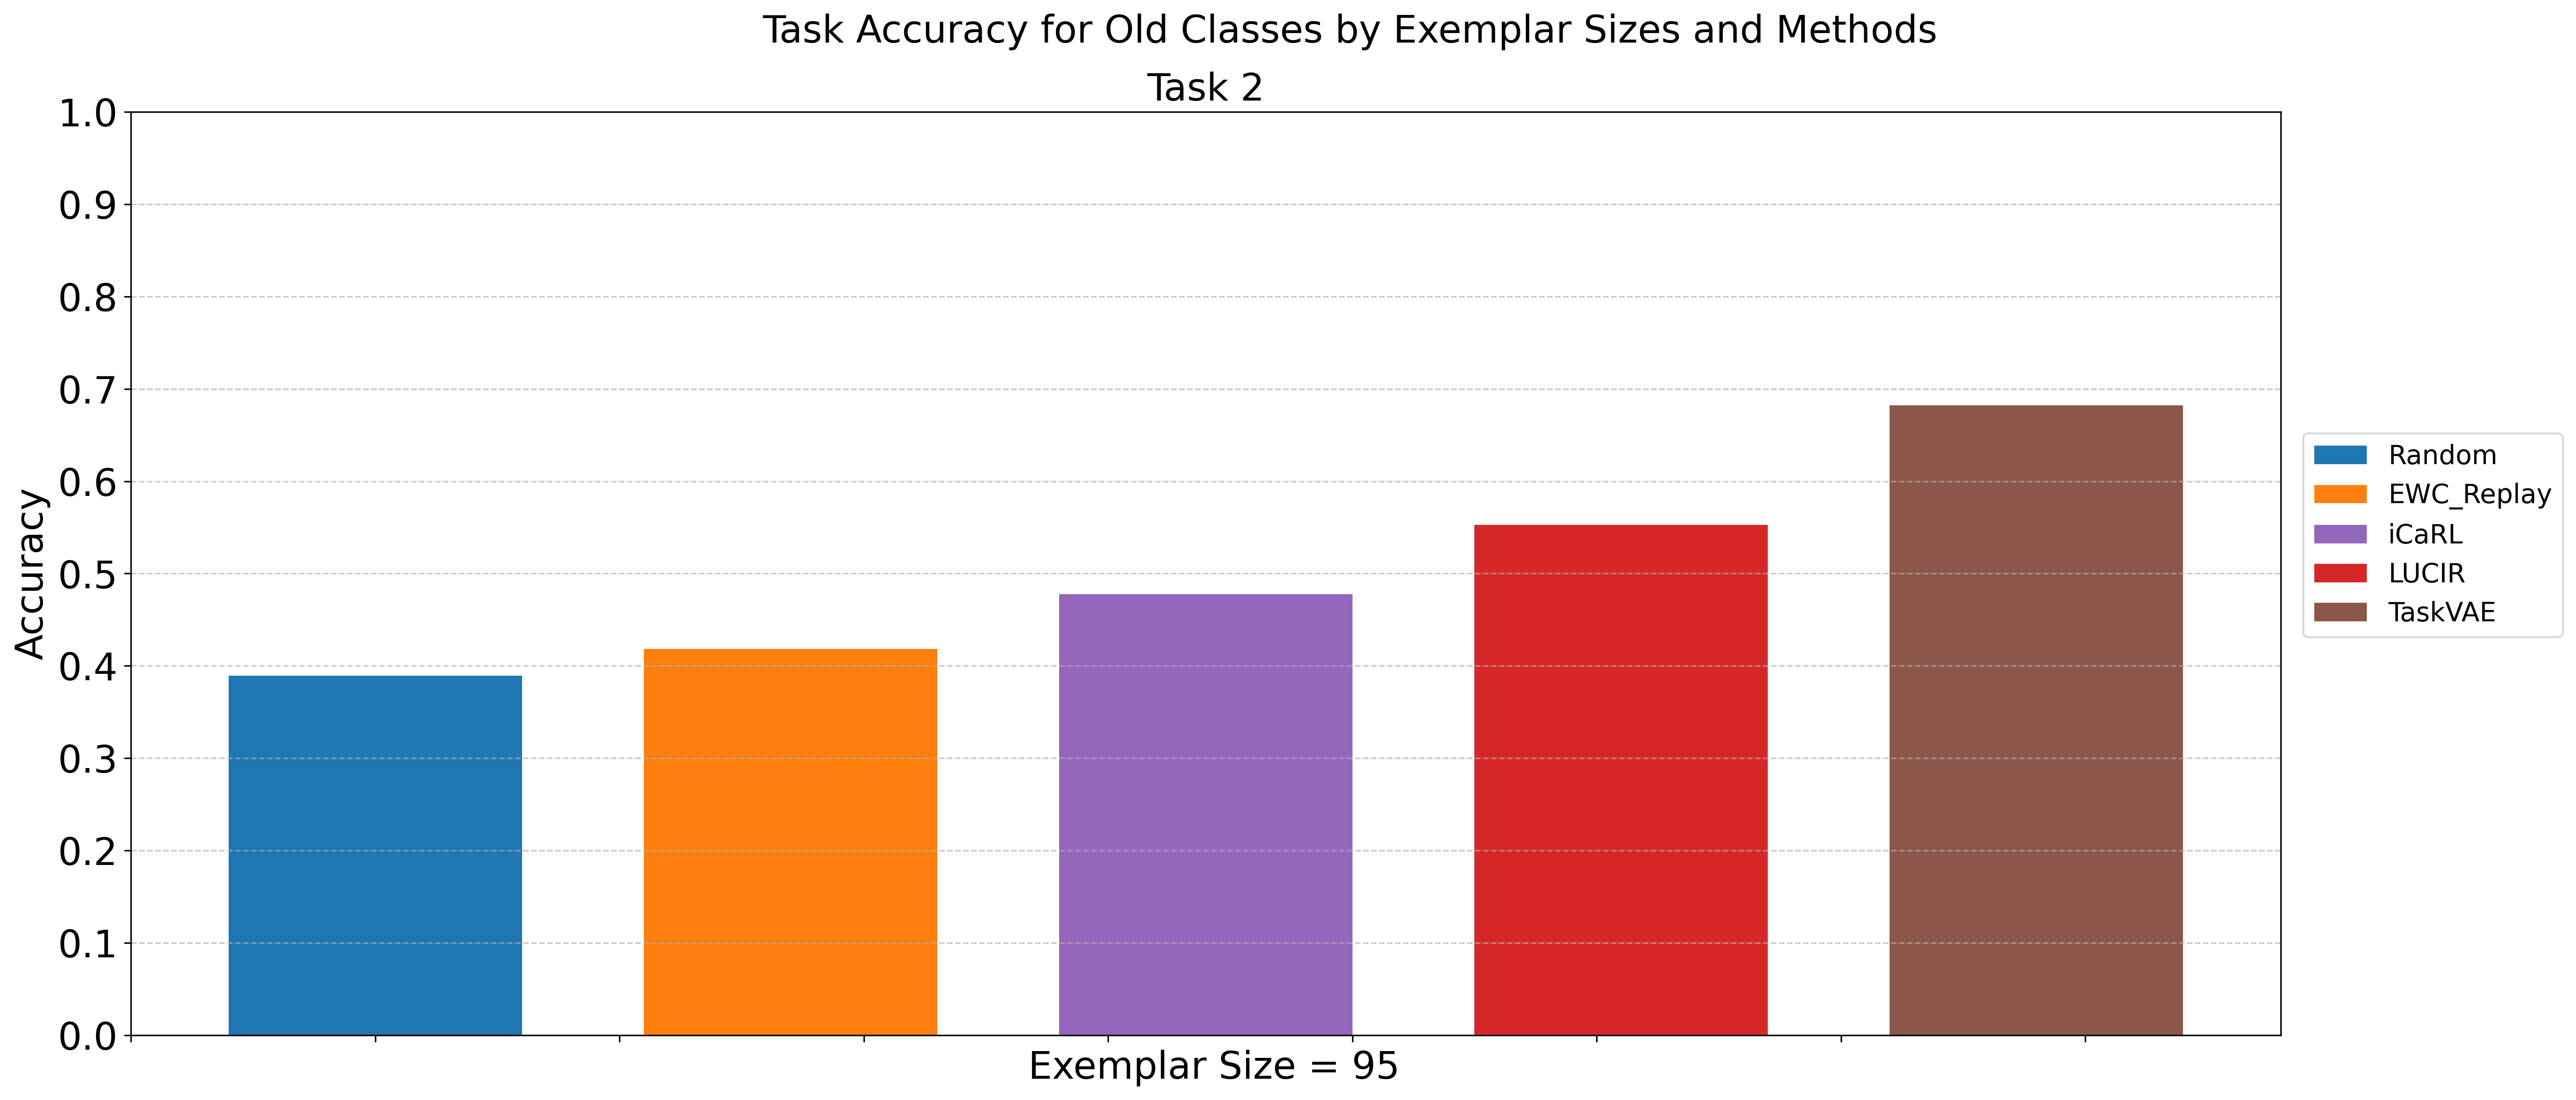 Task Accuracy for Old Classes by Exemplar Sizes and Methods
Task 2
1.0
0.9
0.8
0.7
0.6
0.5
0.4
0.3
0.2
0.1
0.0
Accuracy
Exemplar Size = 95
Random
EWC_Replay
iCaRL
LUCIR
TaskVAE